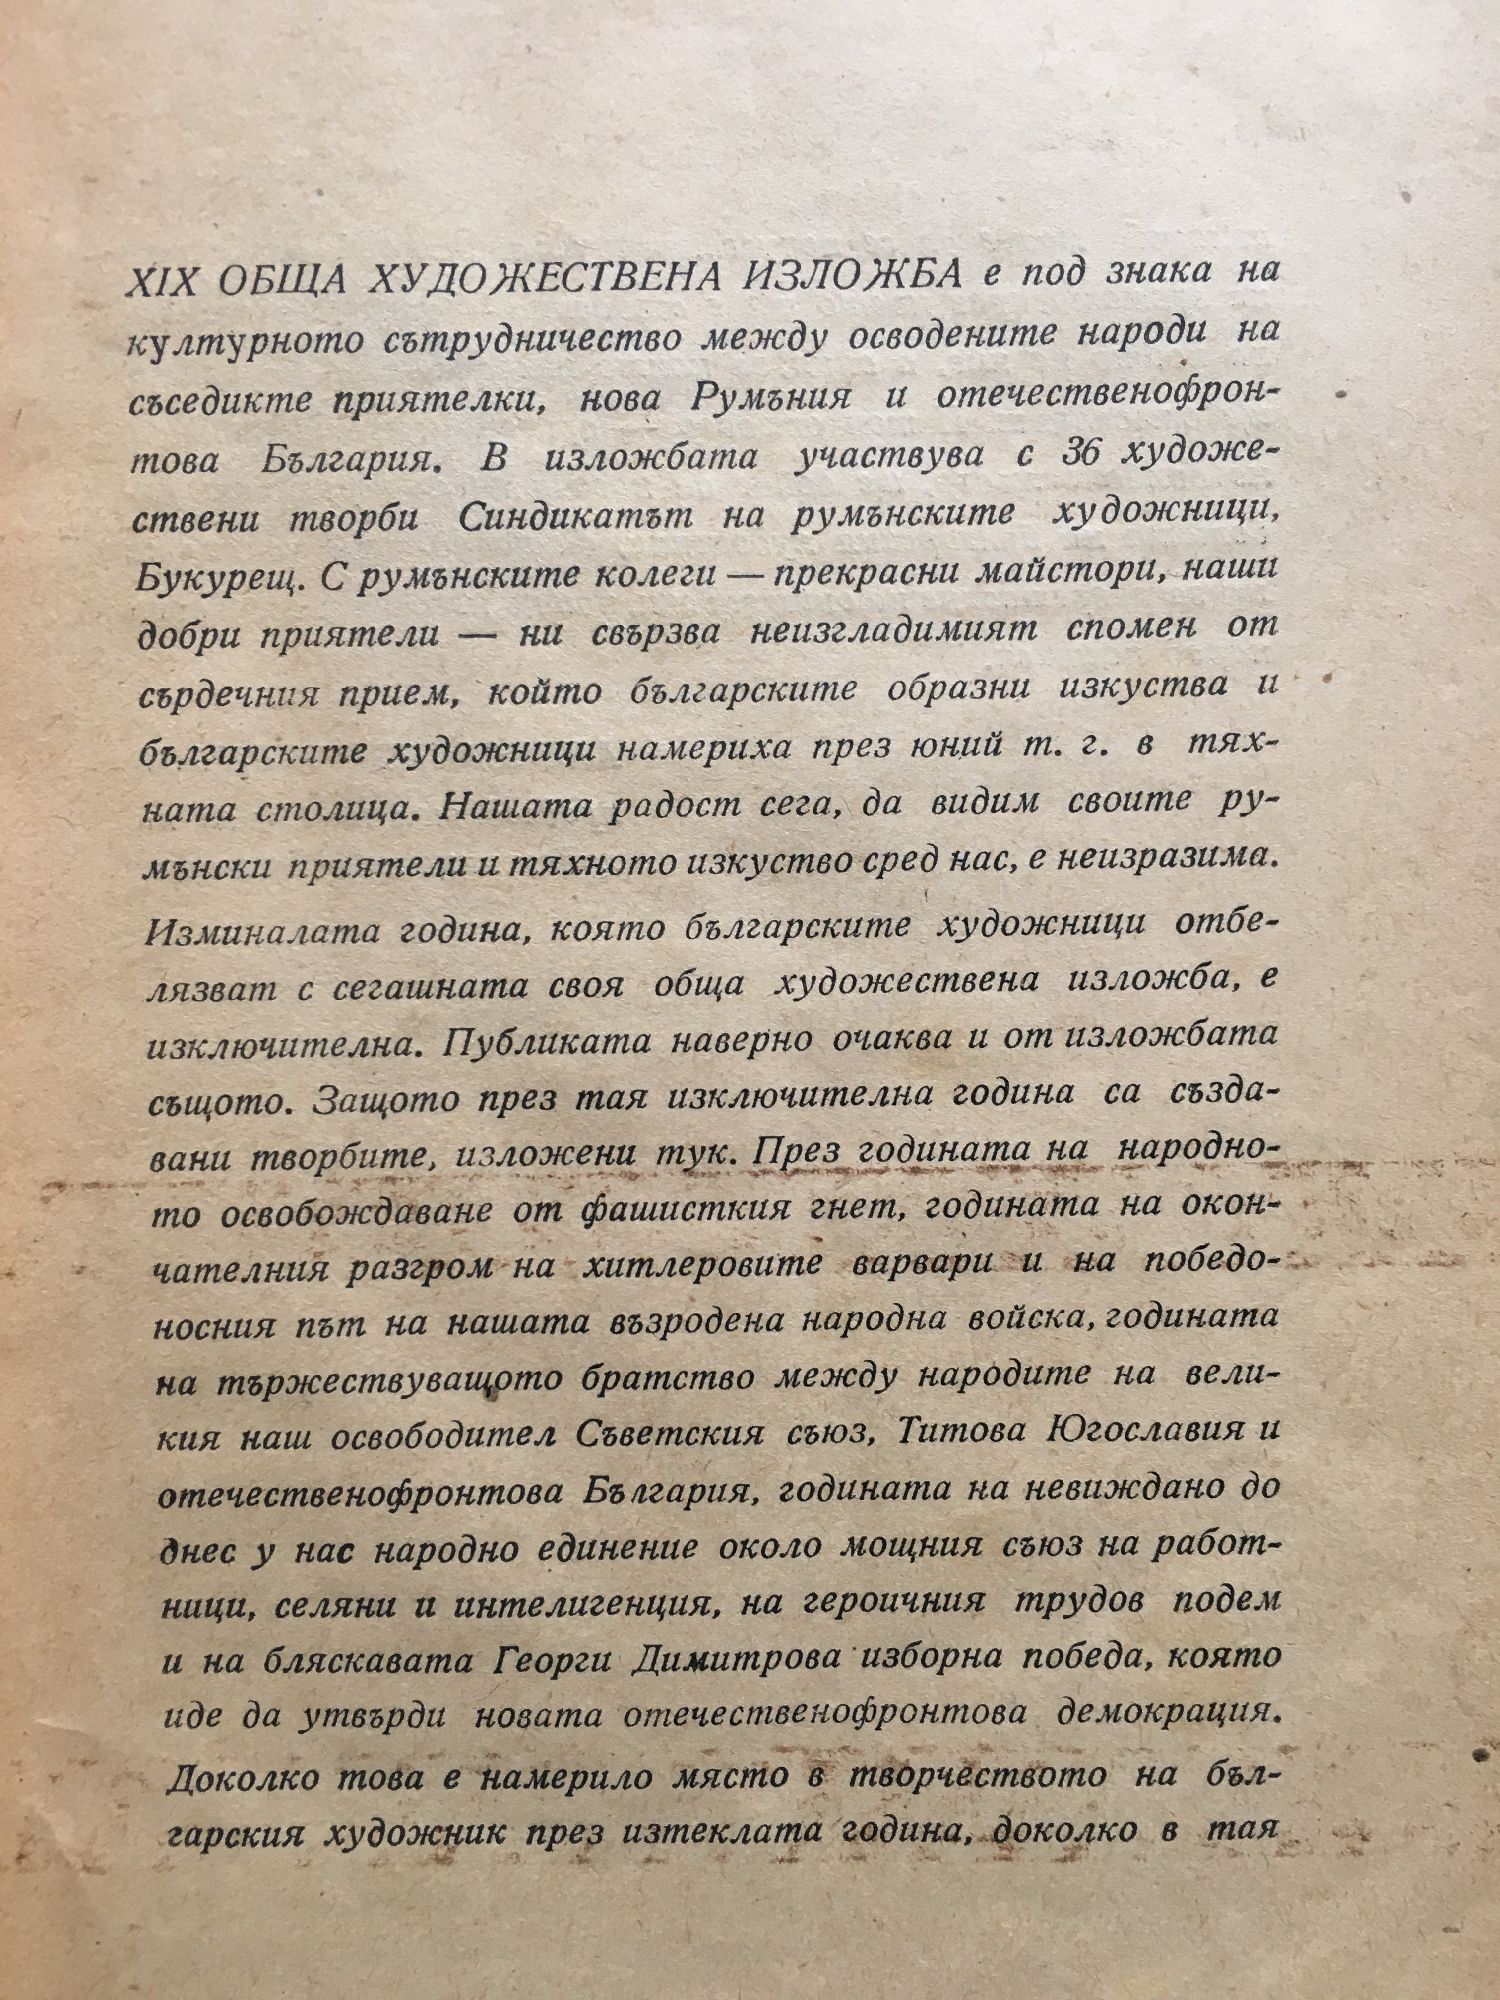 XIX ОБЩА ХУДОЖЕСТВЕНА ИЗЛОЖБА е под знака на
културното сътрудничество между осводените народи на
съседикте приятелки, нова Румъния и отечественофрон-
това България. В изложбата участвува с 36 художе-
ствени творби Синдикатът на румънските художници,
Букурещ. С румънските колеги — прекрасни майстори, наши
добри приятели — ни свързва неизгладимият спомен от
сърдечния прием, който българските образни изкуства и
българските художници намериха през юний т. г. в тях-
ната столица. Нашата радост сега, да видим своите ру-
мънски приятели и тяхното изкуство сред нас, е неизразима.
Изминалата година, която българските художници отбе-
лязват с сегашната своя обща художествена изложба, е
изключителна. Публиката наверно очаква и от изложбата
същото. Защото през тая изключителна година са създа-
вани творбите, изложени тук. През годината на народно-
то освобождаване от фашисткия гнет, годината на окон-
чателния разгром на хитлеровите варвари и на победо-
носния път на нашата възродена народна войска, годината
на тържествуващото братство между народите на вели-
кия наш освободител Съветския съюз, Титова Югославия и
отечественофронтова България, годината на невиждано до
днес у нас народно единение около мощния съюз на работ-
ници, селяни и интелигенция, на героичния трудов подем
и на бляскавата Георги Димитрова изборна победа, която
иде да утвърди новата отечественофронтова демокрация.
Доколко това е намерило място в творчеството на бъл-
гарския художник през изтеклата година, доколко в тая